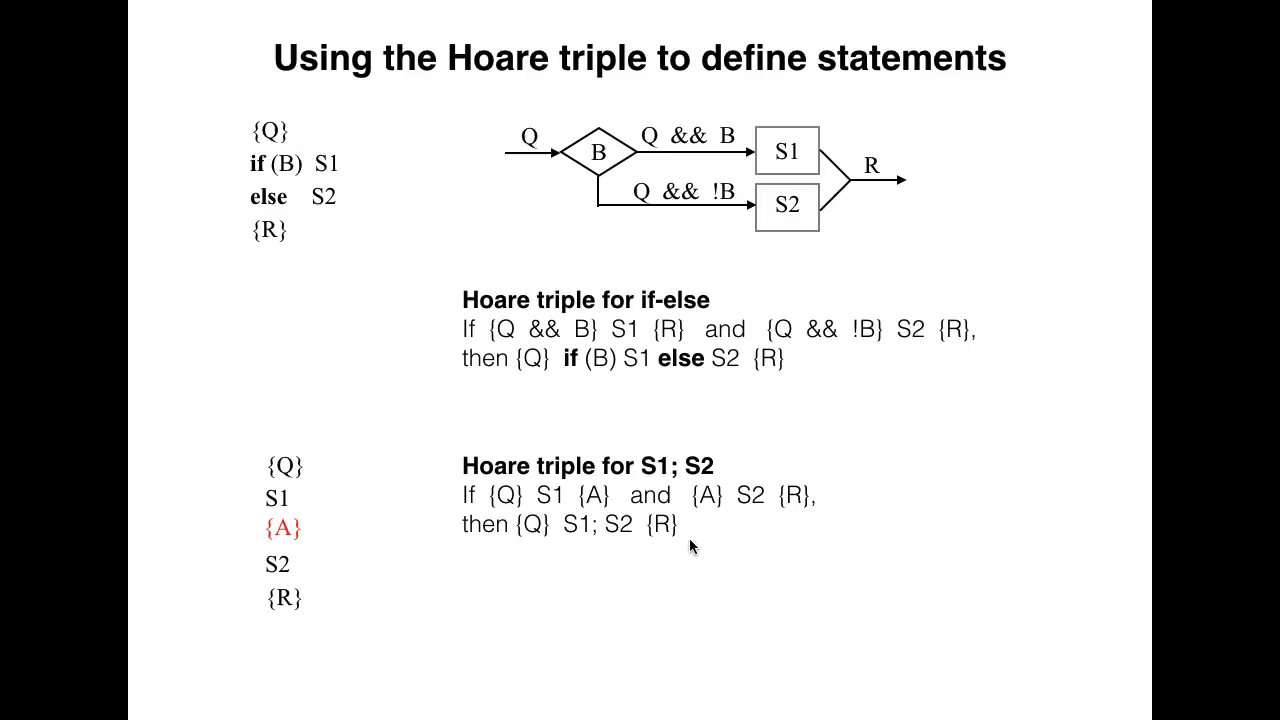 Using the Hoare triple to define statements
{Q}
if (B) S1
else S2
{R}
Q
B
Q && B
S1
Q && !B
S2
R
Hoare triple for if-else
If {Q && B} S1 {R} and {Q && !B} S2 {R},
then {Q} if (B) S1 else S2 {R}
{Q}
S1
{A}
S2
{R}
Hoare triple for S1; S2
If {Q} S1 {A} and {A} S2 {R},
then {Q} S1; S2 {R}